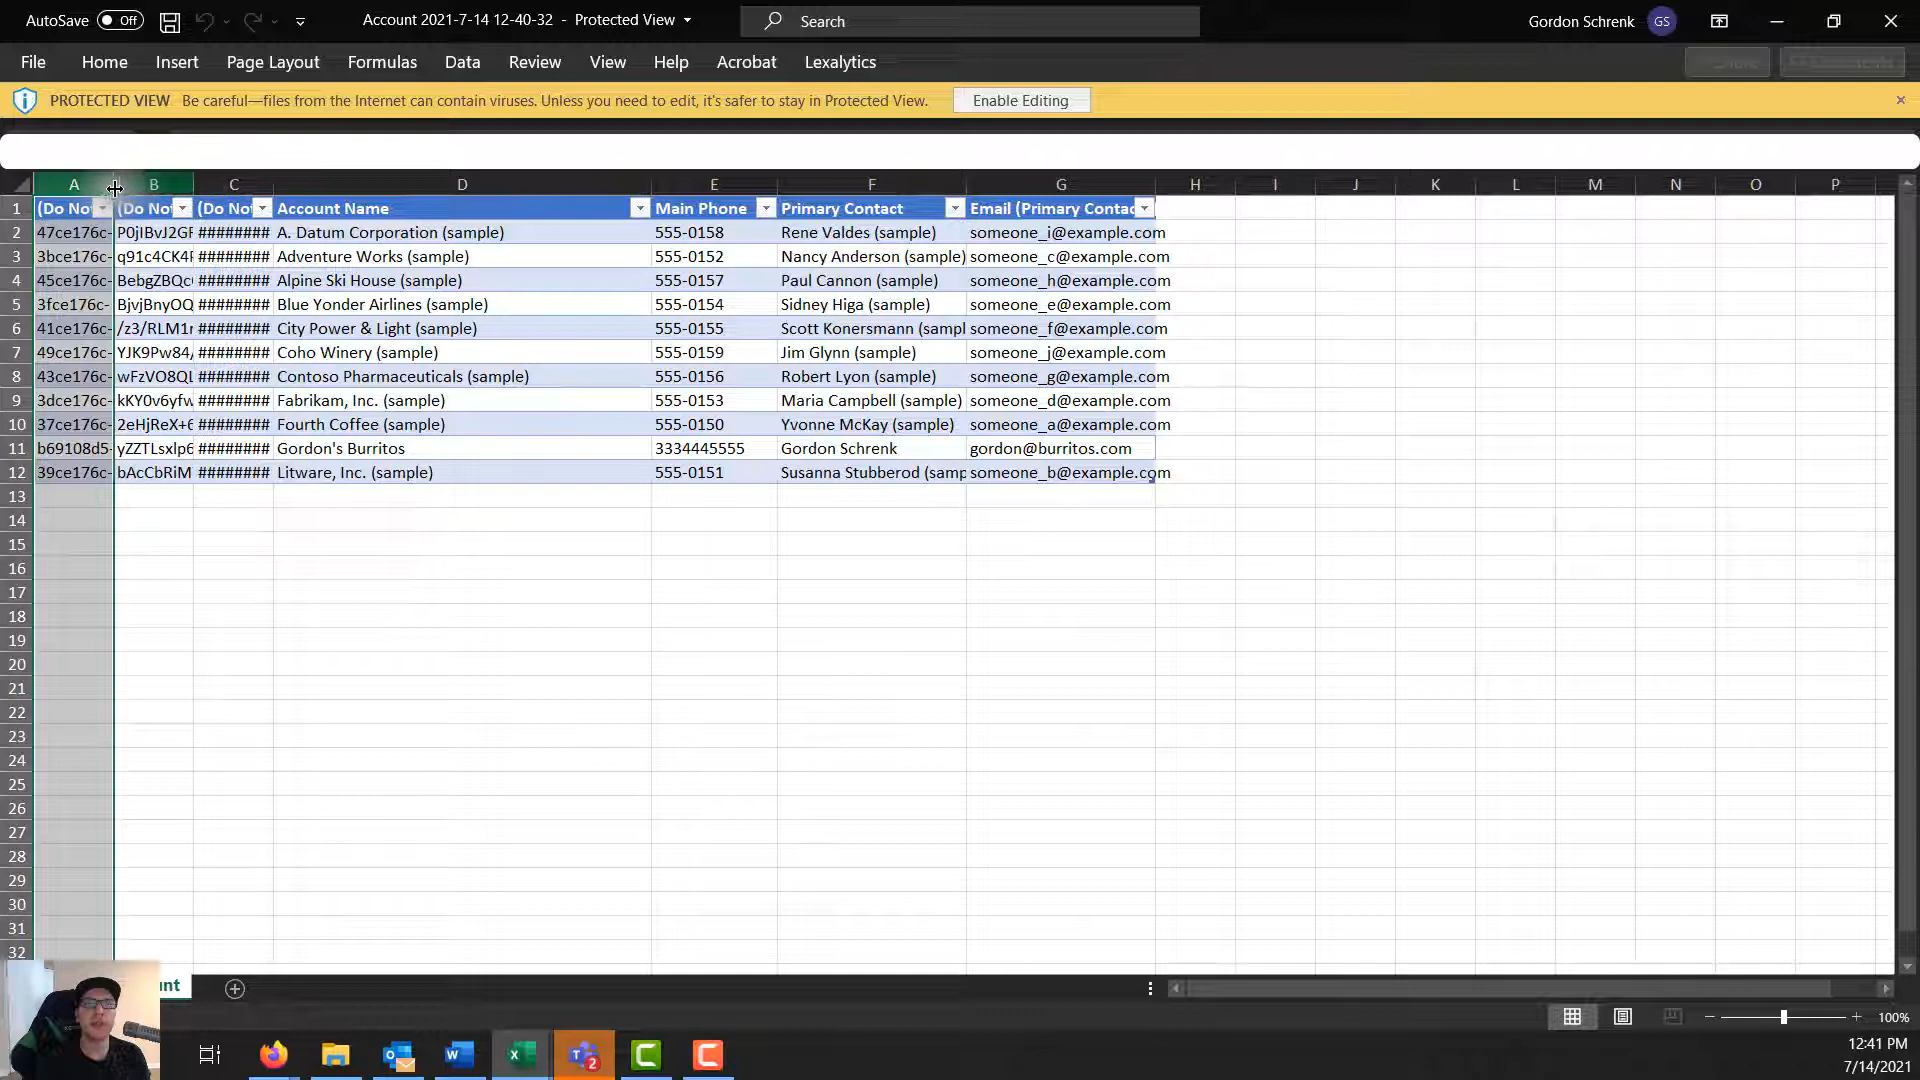 AutoSave Off Account 2021-7-14 12-40-32 - Protected View Search Gordon Schrenk GS
File Home Insert Page Layout Formulas Data Review View Help Acrobat Lexalytics
PROTECTED VIEW Be careful—files from the Internet can contain viruses. Unless you need to edit, it's safer to stay in Protected View. Enable Editing
A B C D E F G H I J K L M N O P
1 (Do Not (Do Not (Do Not Account Name Main Phone Primary Contact Email (Primary Contac
2 47ce176c- P0jIBvJ2GF ######## A. Datum Corporation (sample) 555-0158 Rene Valdes (sample) someone_i@example.com
3 3bce176c- q91c4CK4F ######## Adventure Works (sample) 555-0152 Nancy Anderson (sample) someone_c@example.com
4 45ce176c- BebgZBQc ######## Alpine Ski House (sample) 555-0157 Paul Cannon (sample) someone_h@example.com
5 3fce176c- BjvjBnyOQ ######## Blue Yonder Airlines (sample) 555-0154 Sidney Higa (sample) someone_e@example.com
6 41ce176c- /z3/RLM1r ######## City Power & Light (sample) 555-0155 Scott Konersmann (sampl someone_f@example.com
7 49ce176c- YJK9Pw84/ ######## Coho Winery (sample) 555-0159 Jim Glynn (sample) someone_j@example.com
8 43ce176c- wFzVO8QL ######## Contoso Pharmaceuticals (sample) 555-0156 Robert Lyon (sample) someone_g@example.com
9 3dce176c- kKY0v6yfw ######## Fabrikam, Inc. (sample) 555-0153 Maria Campbell (sample) someone_d@example.com
10 37ce176c- 2eHjReX+6 ######## Fourth Coffee (sample) 555-0150 Yvonne McKay (sample) someone_a@example.com
11 b69108d5- yZZTLsxlp6 ######## Gordon's Burritos 3334445555 Gordon Schrenk gordon@burritos.com
12 39ce176c- bAcCbRiM ######## Litware, Inc. (sample) 555-0151 Susanna Stubberod (samp someone_b@example.com
13
14
15
16
17
18
19
20
21
22
23
24
25
26
27
28
29
30
31
32
unt
100%
2
12:41 PM
7/14/2021